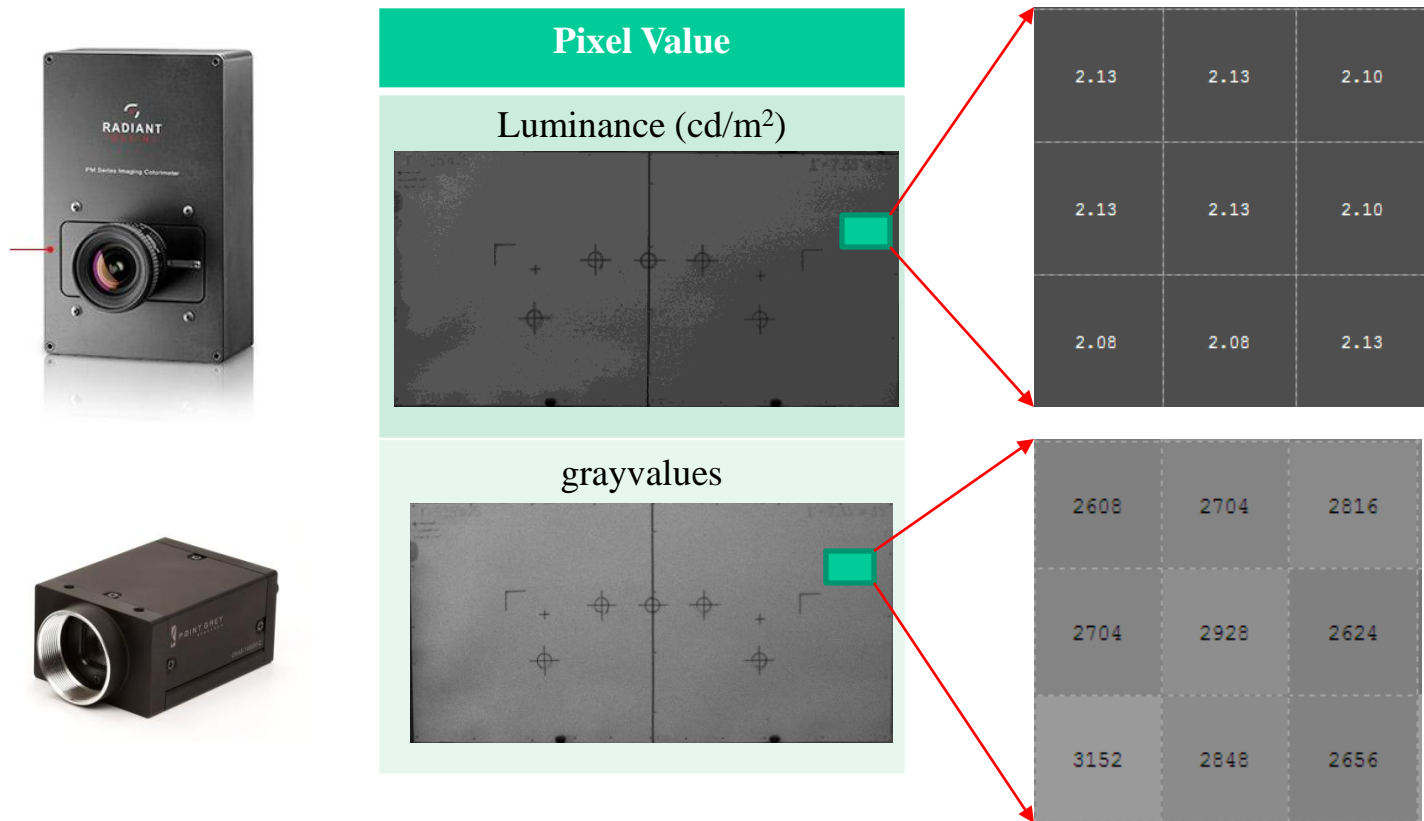 Pixel Value
RADIANT
PM Series Imaging Colorimeter
Luminance (cd/m²)
2.13 2.13 2.10
2.13 2.13 2.10
2.08 2.08 2.13
POINT GREY
grayvalues
2608 2704 2816
2704 2928 2624
3152 2848 2656